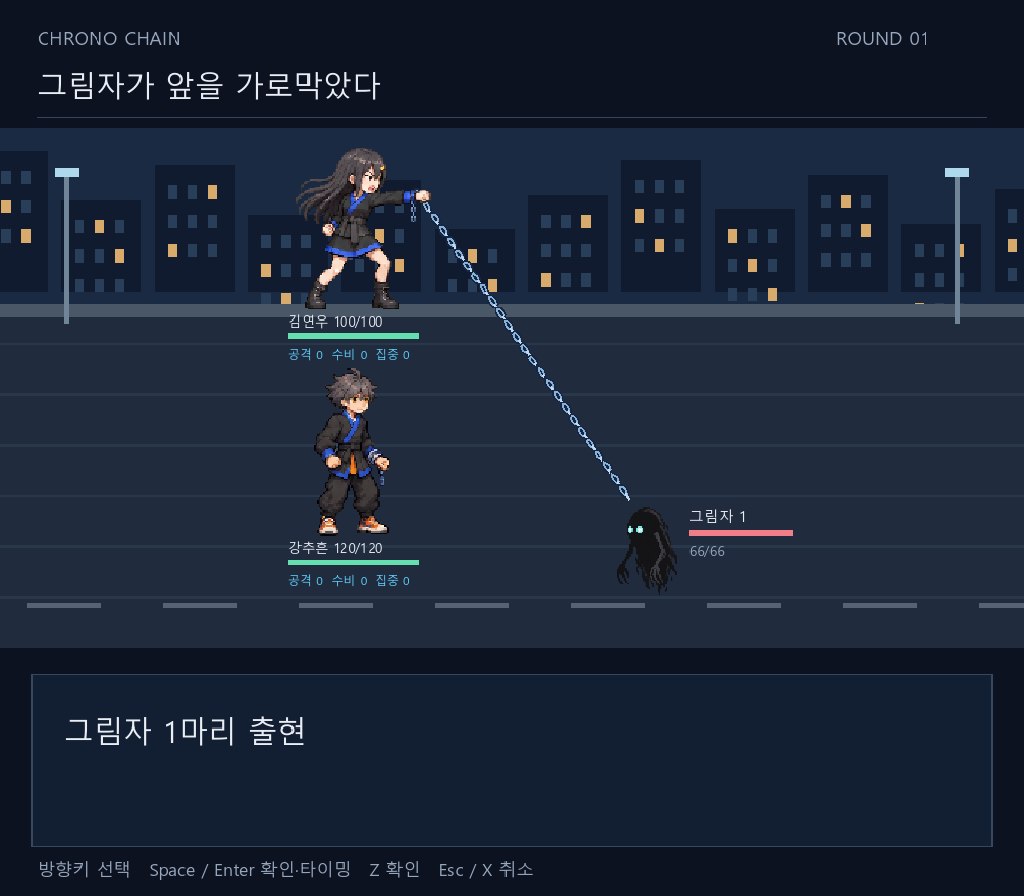 CHRONO CHAIN
ROUND 01
그림자가 앞을 가로막았다
김연우 100/100
공격 0 수비 0 집중 0
강추흔 120/120
공격 0 수비 0 집중 0
그림자 1
66/66
그림자 1마리 출현
방향키 선택 Space / Enter 확인·타이밍 Z 확인 Esc / X 취소